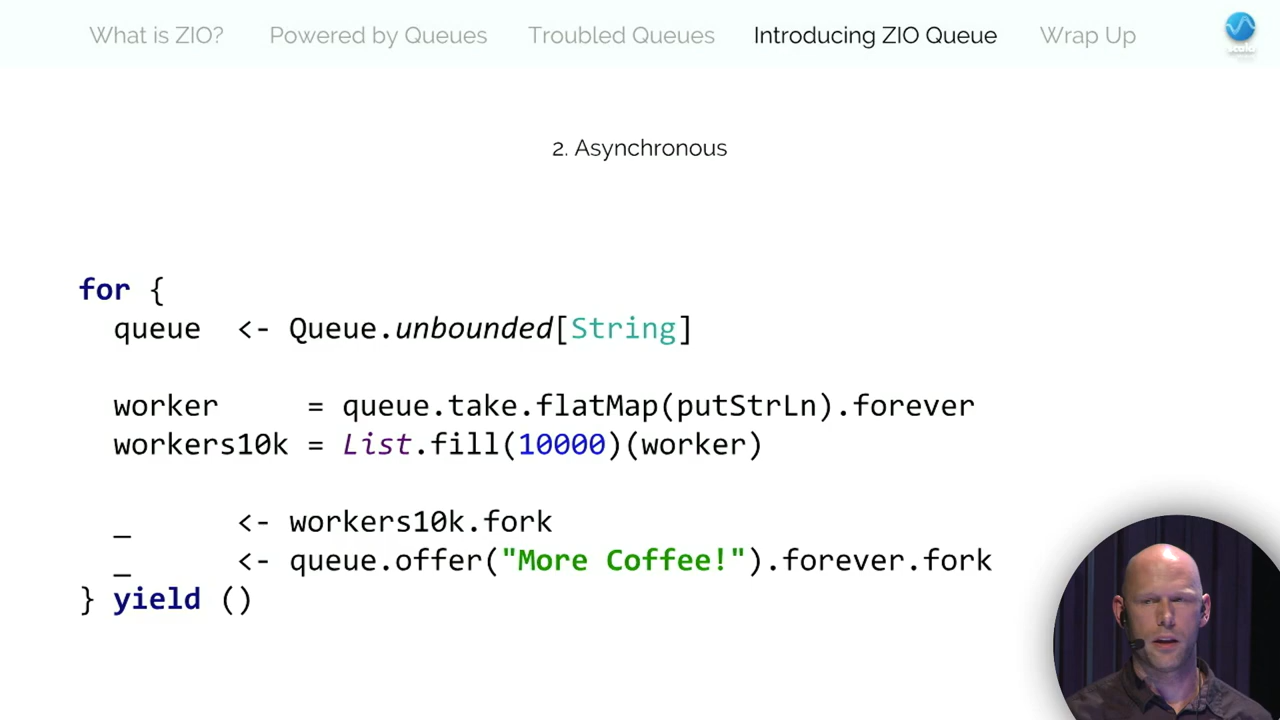 What is ZIO? Powered by Queues Troubled Queues Introducing ZIO Queue Wrap Up
scala
2. Asynchronous
for {
  queue  <- Queue.unbounded[String]
  worker     = queue.take.flatMap(putStrLn).forever
  workers10k = List.fill(10000)(worker)
  _      <- workers10k.fork
  _      <- queue.offer("More Coffee!").forever.fork
} yield ()